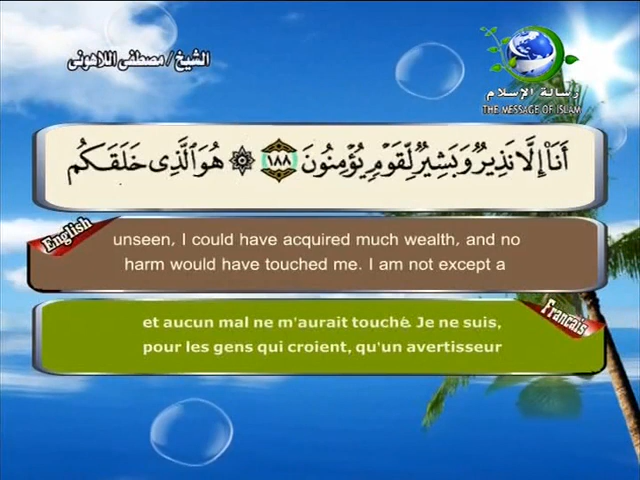 الشيخ / مصطفى اللاهونى
رسالة الإسلام
THE MESSAGE OF ISLAM
أَنَا۠ إِلَّا نَذِيرٌ وَبَشِيرٌ لِّقَوْمٍ يُؤْمِنُونَ ١٨٨ ۞ هُوَ الَّذِى خَلَقَكُم
English
unseen, I could have acquired much wealth, and no
harm would have touched me. I am not except a
Français
et aucun mal ne m'aurait touché. Je ne suis,
pour les gens qui croient, qu'un avertisseur